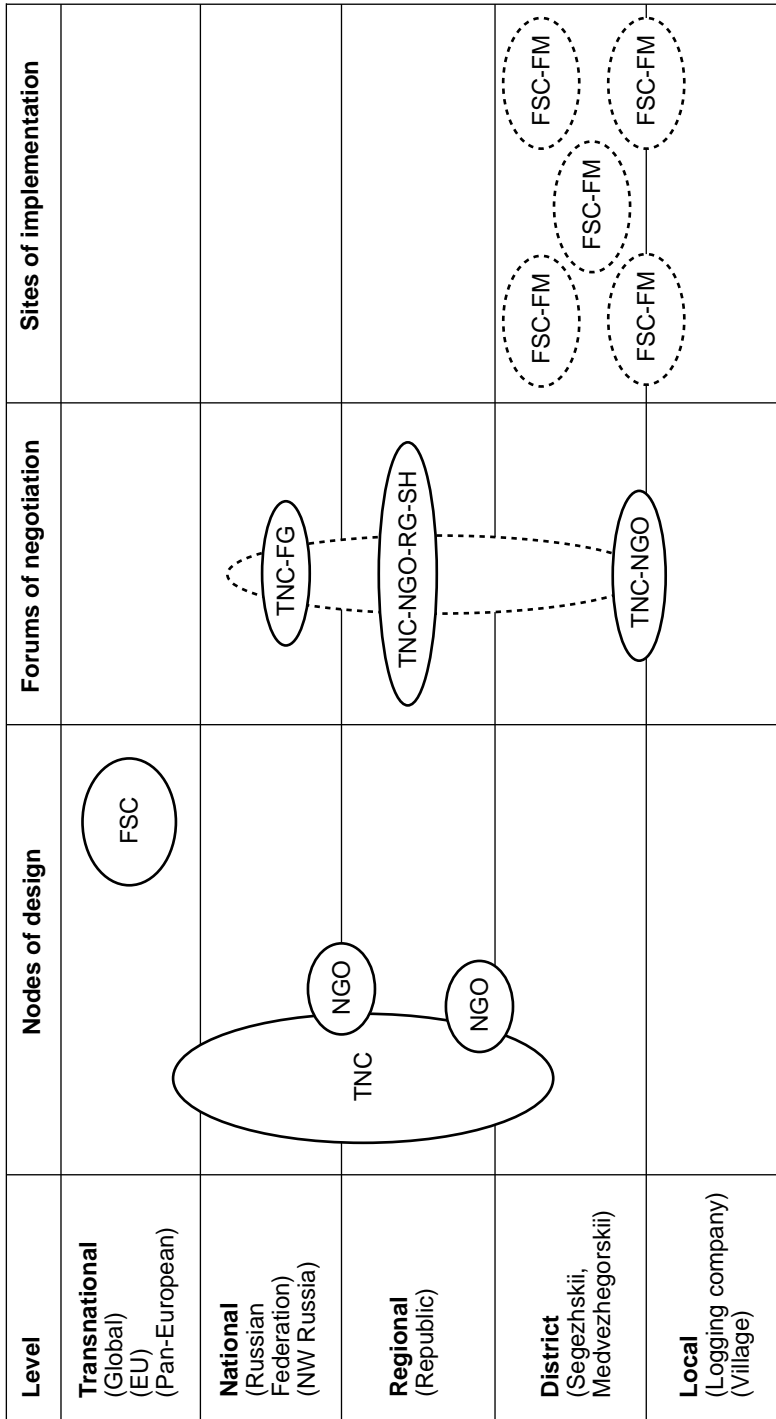 Level
Nodes of design
Forums of negotiation
Sites of implementation
Transnational
(Global)
(EU)
(Pan-European)
FSC
National
(Russian
Federation)
(NW Russia)
TNC-FG
NGO
Regional
(Republic)
TNC
TNC-NGO-RG-SH
NGO
District
(Segezhskii,
Medvezhegorskii)
FSC-FM
FSC-FM
FSC-FM
TNC-NGO
FSC-FM
FSC-FM
Local
(Logging company)
(Village)